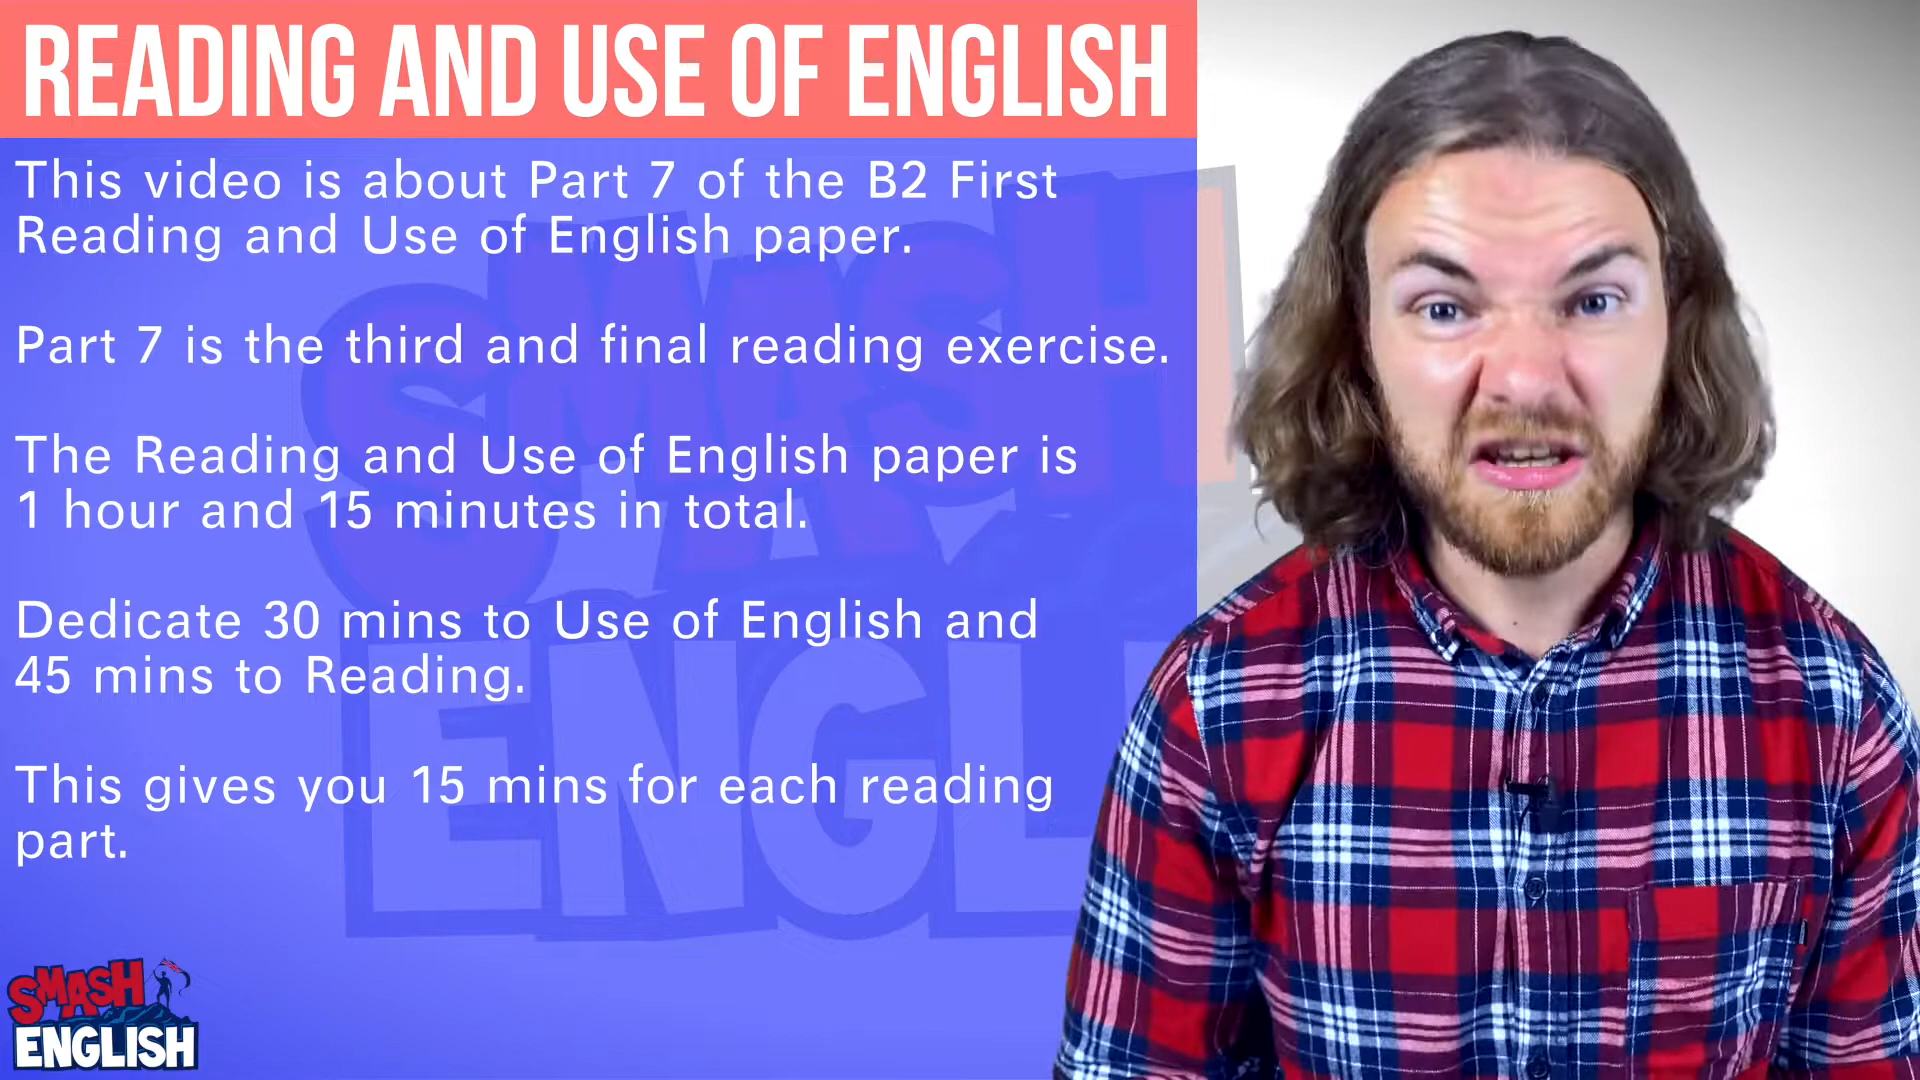 READING AND USE OF ENGLISH
This video is about Part 7 of the B2 First
Reading and Use of English paper.
Part 7 is the third and final reading exercise.
The Reading and Use of English paper is
1 hour and 15 minutes in total.
Dedicate 30 mins to Use of English and
45 mins to Reading.
This gives you 15 mins for each reading
part.
SMASH
ENGLISH
SMASH
ENGL